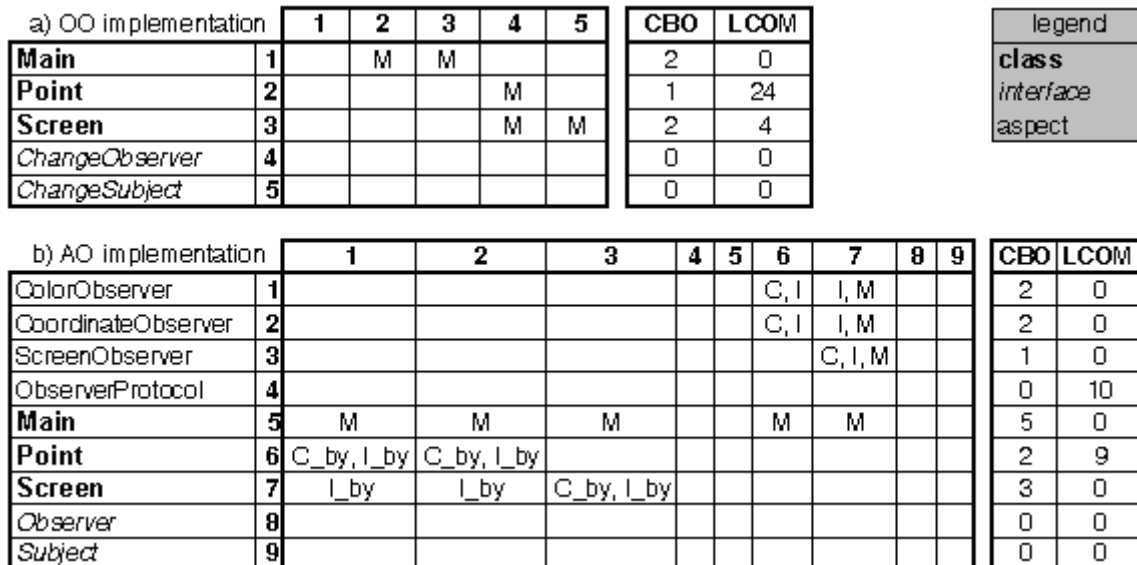 a) OO implementation 1 2 3 4 5 CBO LCOM legend
Main 1 M M 2 0 class
Point 2 M 1 24 interface
Screen 3 M M 2 4 aspect
ChangeObserver 4 0 0
ChangeSubject 5 0 0
b) AO implementation 1 2 3 4 5 6 7 8 9 CBO LCOM
ColorObserver 1 C, I I, M 2 0
CoordinateObserver 2 C, I I, M 2 0
ScreenObserver 3 C, I, M 1 0
ObserverProtocol 4 0 10
Main 5 M M M M M 5 0
Point 6 C_by, I_by C_by, I_by 2 9
Screen 7 I_by I_by C_by, I_by 3 0
Observer 8 0 0
Subject 9 0 0